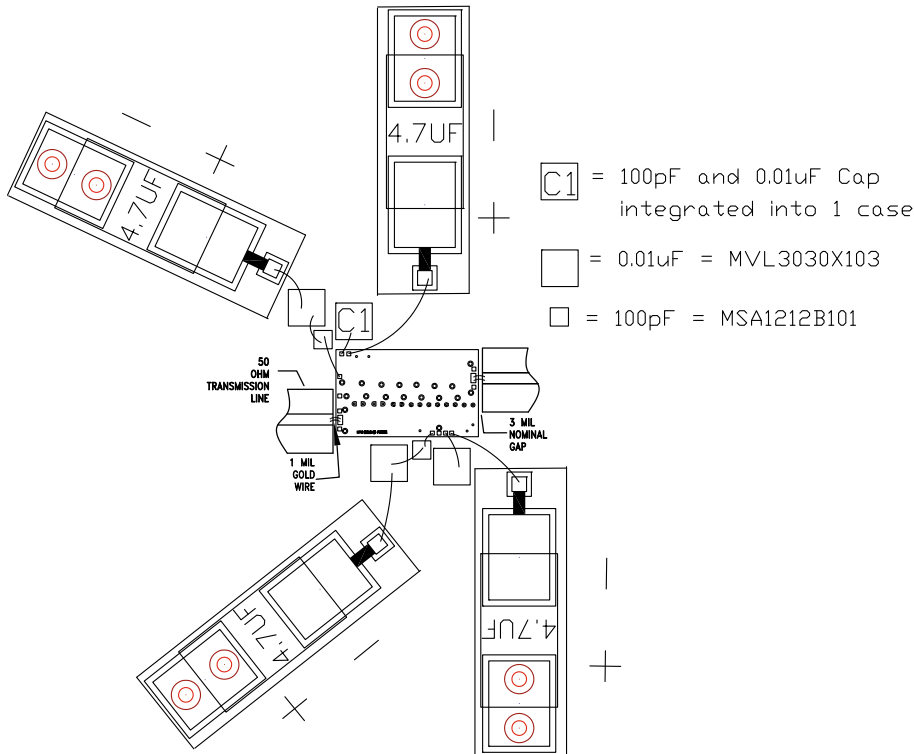 4.7UF
−
+
4.7UF
|
+
C1 = 100pF and 0.01uF Cap
integrated into 1 case
= 0.01uF = MVL3030X103
= 100pF = MSA1212B101
C1
50
OHM
TRANSMISSION
LINE
3 MIL
NOMINAL
GAP
1 MIL
GOLD
WIRE
4.7UF
−
+
4.7UF
|
+